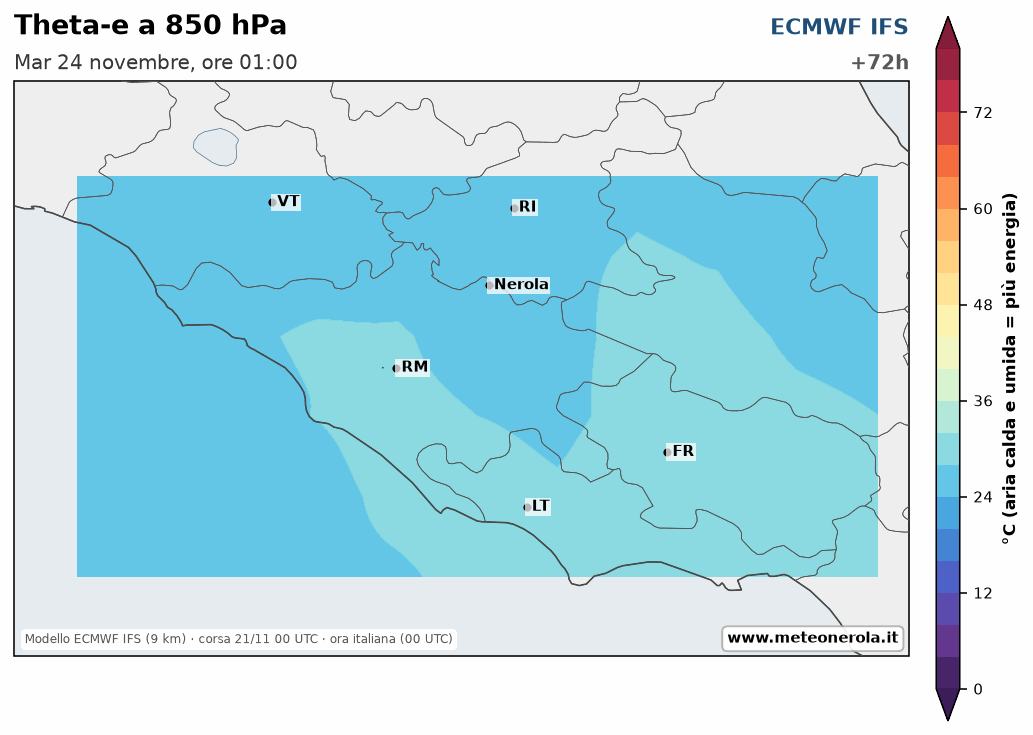 Theta-e a 850 hPa
ECMWF IFS
Mar 24 novembre, ore 01:00
+72h
72
60
48
36
24
12
0
°C (aria calda e umida = più energia)
VT
RI
Nerola
RM
FR
LT
Modello ECMWF IFS (9 km) · corsa 21/11 00 UTC · ora italiana (00 UTC)
www.meteonerola.it